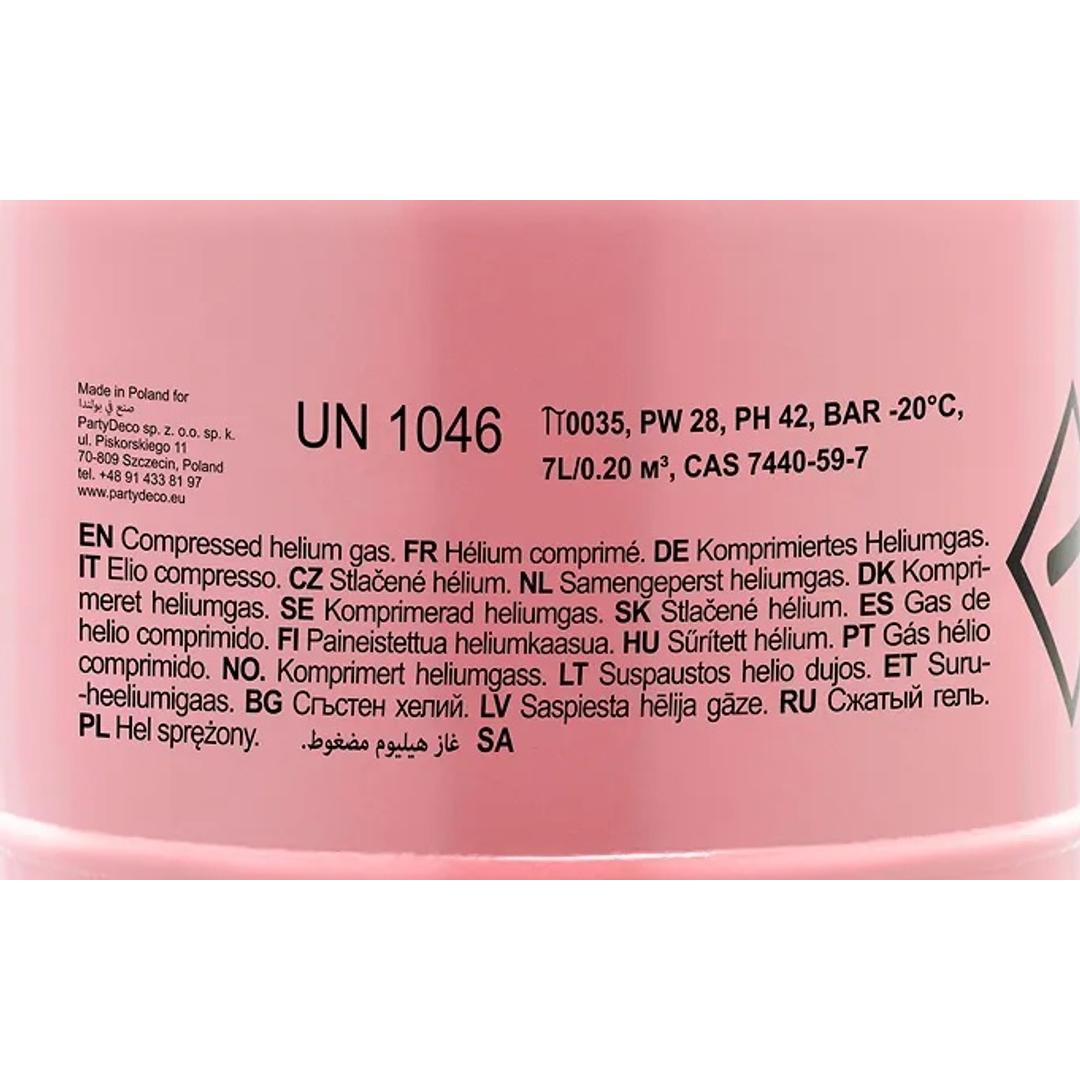 Made in Poland for
صنع في بولندا
PartyDeco sp. z. o.o. sp. k.
ul. Piskorskiego 11
70-809 Szczecin, Poland
tel. +48 91 433 81 97
www.partydeco.eu
UN 1046
π0035, PW 28, PH 42, BAR -20°C,
7L/0.20 м³, CAS 7440-59-7
EN Compressed helium gas. FR Hélium comprimé. DE Komprimiertes Heliumgas.
IT Elio compresso. CZ Stlačené hélium. NL Samengeperst heliumgas. DK Kompri-
meret heliumgas. SE Komprimerad heliumgas. SK Stlačené hélium. ES Gas de
helio comprimido. FI Paineistettua heliumkaasua. HU Sűrített hélium. PT Gás hélio
comprimido. NO. Komprimert heliumgass. LT Suspaustos helio dujos. ET Suru-
-heeliumigaas. BG Сгъстен хелий. LV Saspiesta hēlija gāze. RU Сжатый гель.
PL Hel sprężony. غاز هيليوم مضغوط. SA